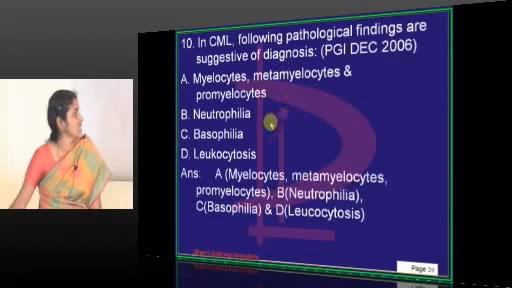 10. In CML, following pathological findings are
suggestive of diagnosis: (PGI DEC 2006)
A. Myelocytes, metamyelocytes &
promyelocytes
B. Neutrophilia
C. Basophilia
D. Leukocytosis
Ans: A (Myelocytes, metamyelocytes,
promyelocytes), B(Neutrophilia),
C(Basophilia) & D(Leucocytosis)
Page